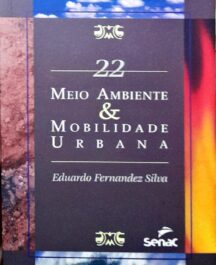 22
MEIO AMBIENTE
&
MOBILIDADE
URBANA
Eduardo Fernandez Silva
Senac